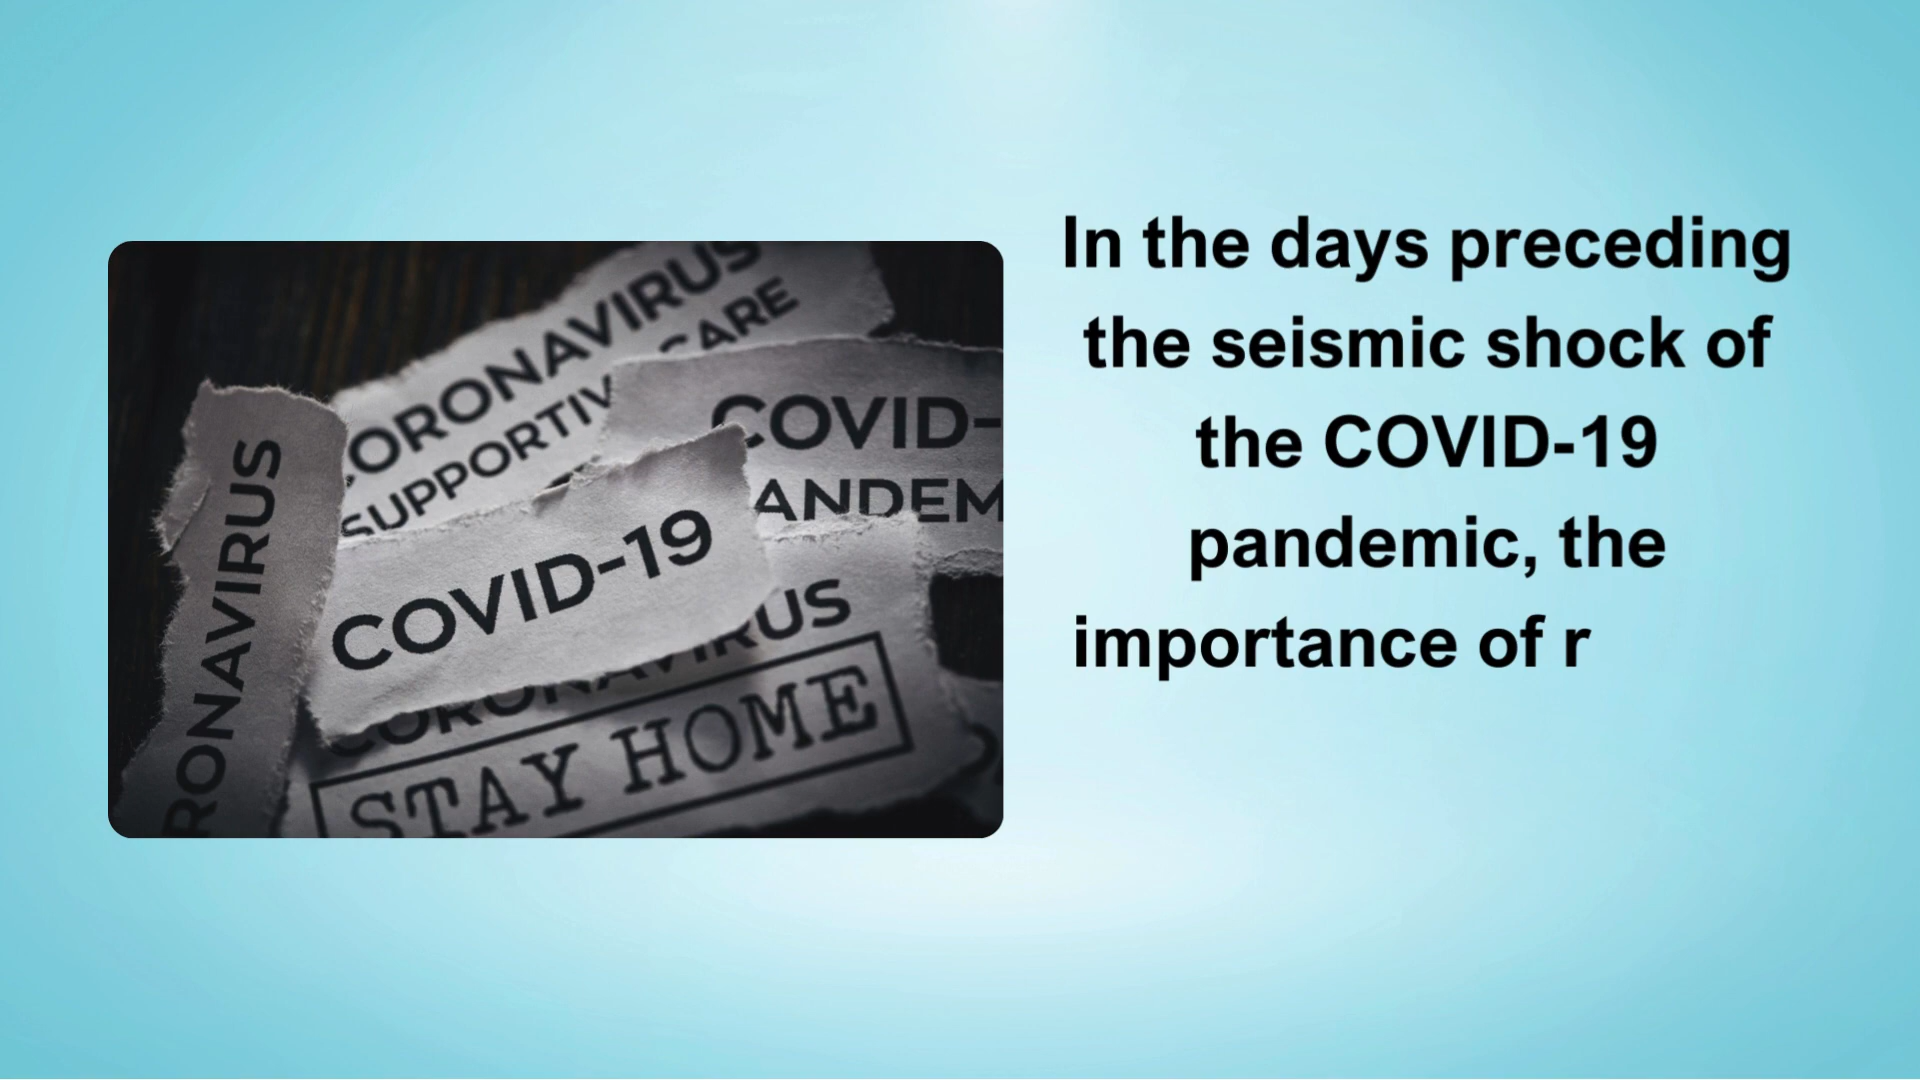 CORONAVIRUS
CARE
SUPPORTIV
COVID-
ANDEM
RONAVIRUS
COVID-19
CORONAVIRUS
STAY HOME
In the days preceding
the seismic shock of
the COVID-19
pandemic, the
importance of r